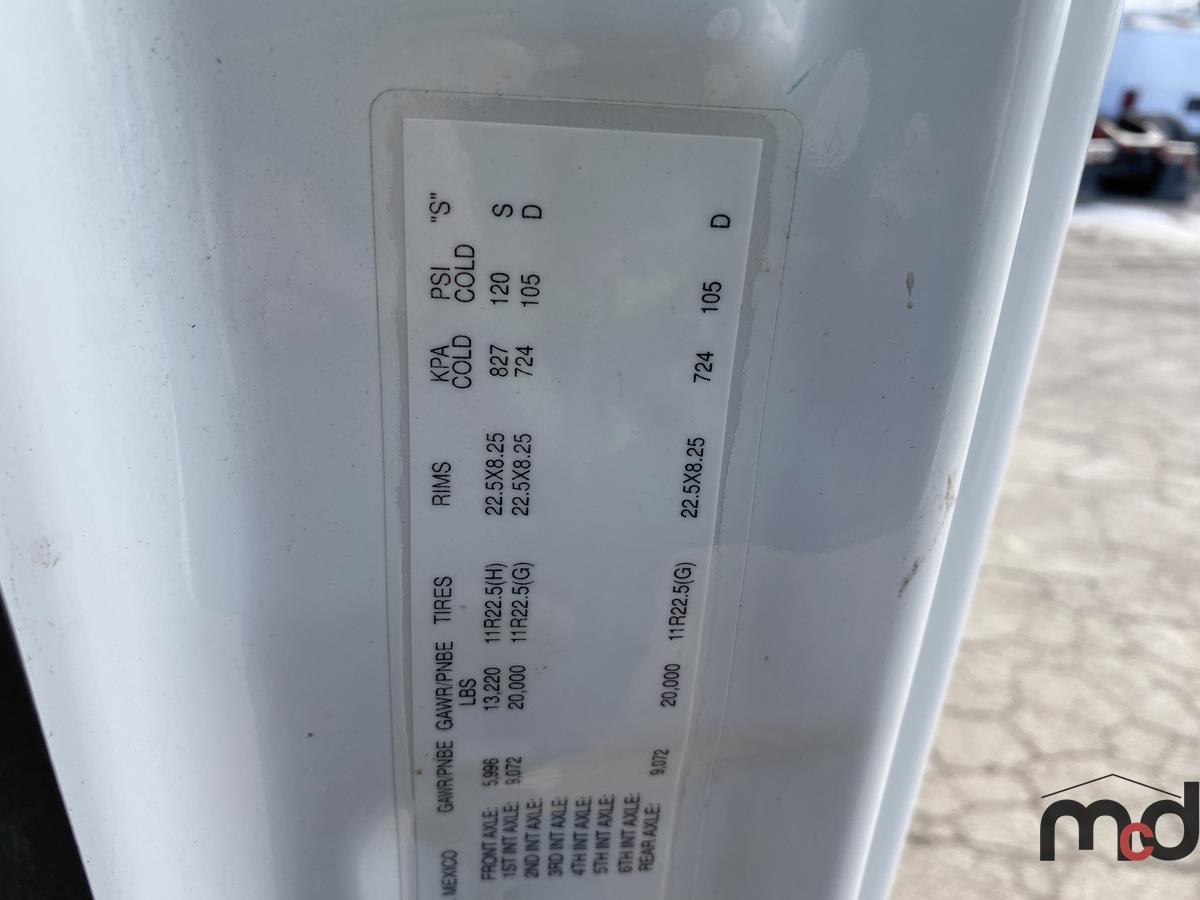 MEXICO GAWR/PNBE GAWR/PNBE TIRES RIMS KPA PSI "S"
LBS COLD COLD
FRONT AXLE: 5,996 13,220 11R22.5(H) 22.5X8.25 827 120 S
1ST INT AXLE: 9,072 20,000 11R22.5(G) 22.5X8.25 724 105 D
2ND INT AXLE:
3RD INT AXLE:
4TH INT AXLE:
5TH INT AXLE:
6TH INT AXLE:
REAR AXLE: 9,072 20,000 11R22.5(G) 22.5X8.25 724 105 D
mcd